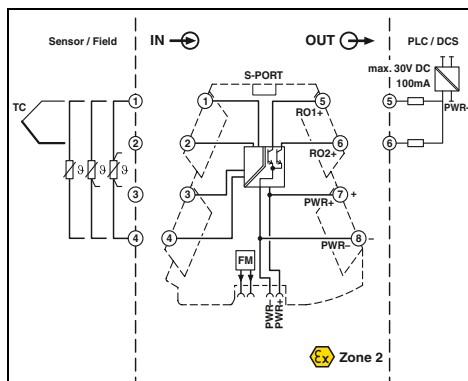 Sensor / Field
IN
OUT
PLC / DCS
S-PORT
max. 30V DC
100mA
PWR-
TC
1
2
3
4
ϑ ϑ ϑ
1
2
3
4
5
RO1+
6
RO2+
7
PWR+
+
8
PWR–
–
5
6
FM
PWR-
PWR+
Ex Zone 2